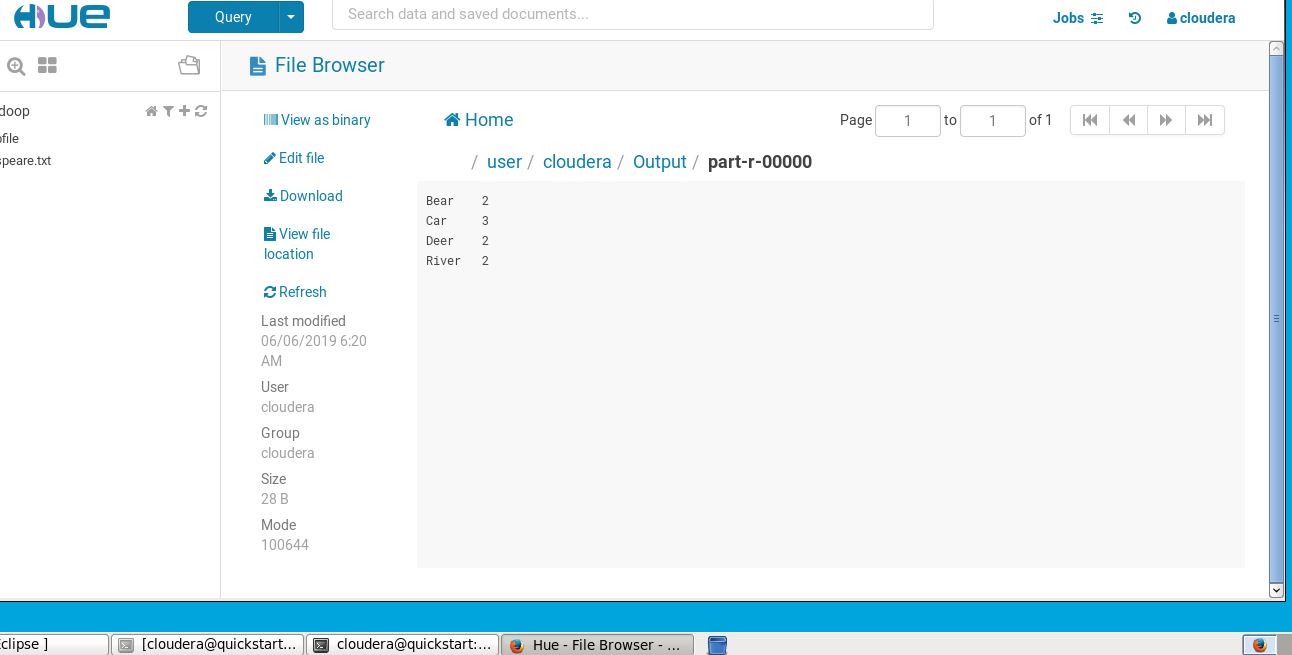 HUE
Query
Search data and saved documents...
Jobs
cloudera
File Browser
doop
file
speare.txt
View as binary
Edit file
Download
View file
location
Refresh
Last modified
06/06/2019 6:20
AM
User
cloudera
Group
cloudera
Size
28 B
Mode
100644
Home
Page 1 to 1 of 1
/ user / cloudera / Output / part-r-00000
Bear 2
Car 3
Deer 2
River 2
Eclipse ]
[cloudera@quickstart...
cloudera@quickstart:...
Hue - File Browser - ...